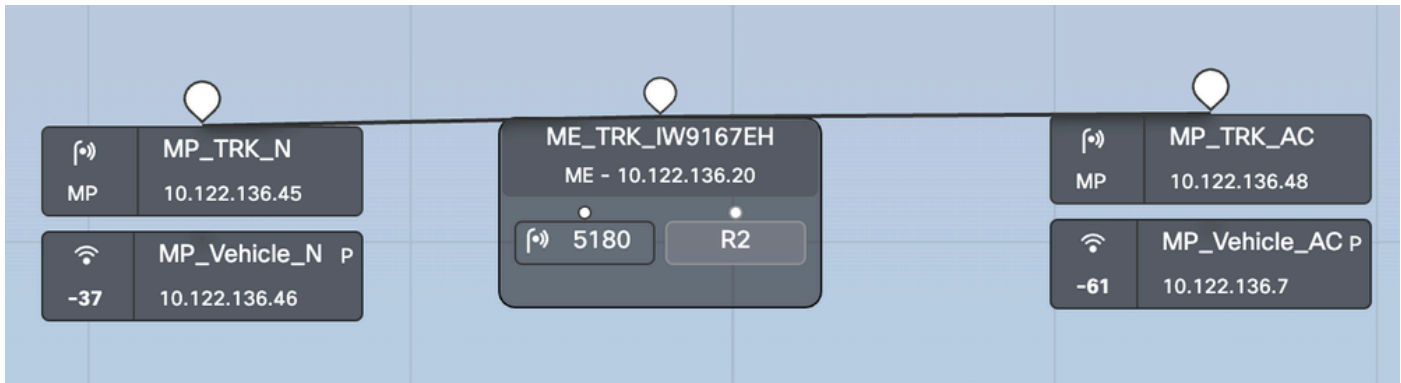 MP_TRK_N
MP
10.122.136.45
MP_Vehicle_N P
-37
10.122.136.46
ME_TRK_IW9167EH
ME - 10.122.136.20
5180
R2
MP_TRK_AC
MP
10.122.136.48
MP_Vehicle_AC P
-61
10.122.136.7